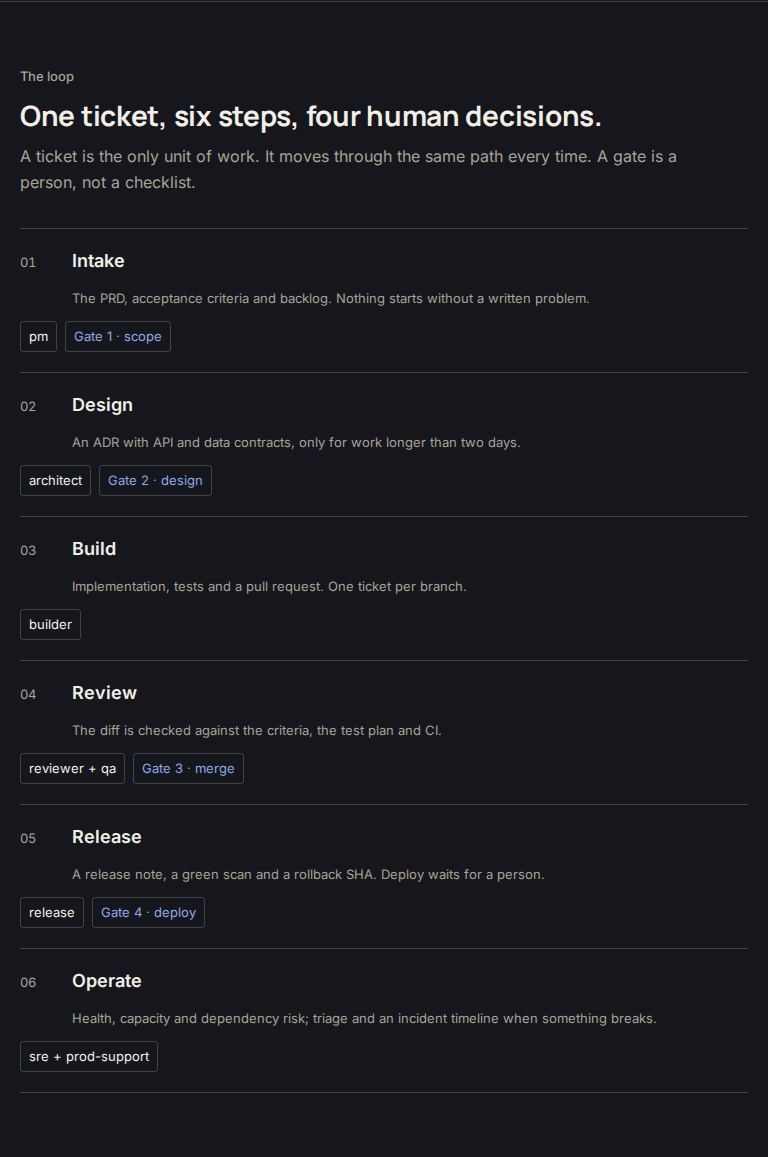 The loop
One ticket, six steps, four human decisions.
A ticket is the only unit of work. It moves through the same path every time. A gate is a
person, not a checklist.
01 Intake
The PRD, acceptance criteria and backlog. Nothing starts without a written problem.
pm Gate 1 · scope
02 Design
An ADR with API and data contracts, only for work longer than two days.
architect Gate 2 · design
03 Build
Implementation, tests and a pull request. One ticket per branch.
builder
04 Review
The diff is checked against the criteria, the test plan and CI.
reviewer + qa Gate 3 · merge
05 Release
A release note, a green scan and a rollback SHA. Deploy waits for a person.
release Gate 4 · deploy
06 Operate
Health, capacity and dependency risk; triage and an incident timeline when something breaks.
sre + prod-support